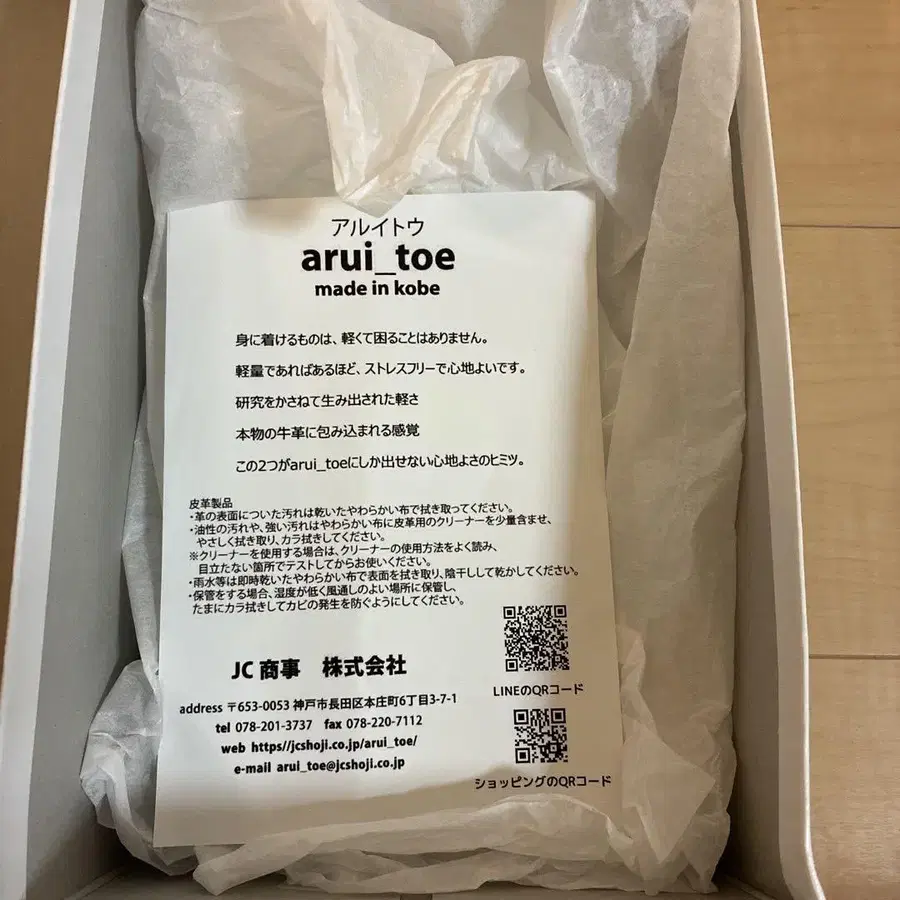 アルイトウ
arui_toe
made in kobe
身に着けるものは、軽くて困ることはありません。
軽量であればあるほど、ストレスフリーで心地よいです。
研究をかさねて生み出された軽さ
本物の牛革に包み込まれる感覚
この2つがarui_toeにしか出せない心地よさのヒミツ。
皮革製品
・革の表面についた汚れは乾いたやわらかい布で拭き取ってください。
・油性の汚れや、強い汚れはやわらかい布に皮革用のクリーナーを少量含ませ、
やさしく拭き取り、カラ拭きしてください。
※クリーナーを使用する場合は、クリーナーの使用方法をよく読み、
目立たない箇所でテストしてからお使いください。
・雨水等は即時乾いたやわらかい布で表面を拭き取り、陰干しして乾かしてください。
・保管をする場合、湿度が低く風通しのよい場所に保管し、
たまにカラ拭きしてカビの発生を防ぐようにしてください。
JC 商事 株式会社
address 〒653-0053 神戸市長田区本庄町6丁目3-7-1
tel 078-201-3737 fax 078-220-7112
web https//jcshoji.co.jp/arui_toe/
e-mail arui_toe@jcshoji.co.jp
LINEのQRコード
ショッピングのQRコード